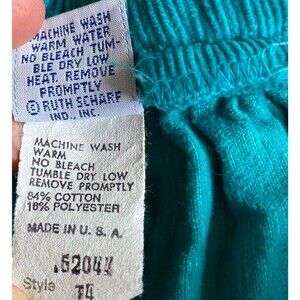 MACHINE WASH
WARM WATER
NO BLEACH TUM-
BLE DRY LOW
HEAT. REMOVE
PROMPTLY
© RUTH SCHARF
IND., INC.
MACHINE WASH
WARM
NO BLEACH
TUMBLE DRY LOW
REMOVE PROMPTLY
84% COTTON
16% POLYESTER
MADE IN U. S. A.
Style
14